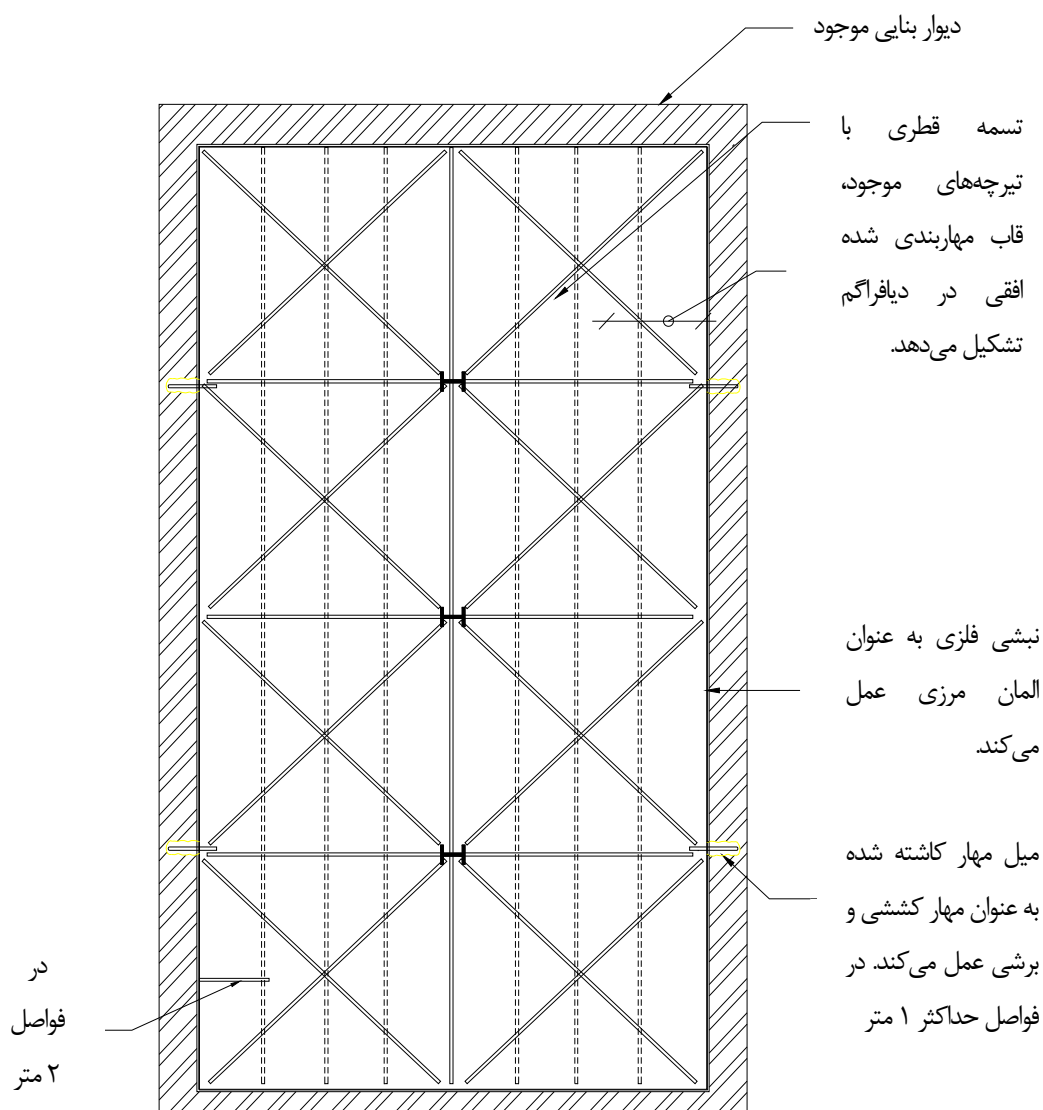 دیوار بنایی موجود
تسمه قطری با
تیرچه‌های موجود،
قاب مهاربندی شده
افقی در دیافراگم
تشکیل می‌دهد.
نبشی فلزی به عنوان
المان مرزی عمل
می‌کند.
میل مهار کاشته شده
به عنوان مهار کششی و
برشی عمل می‌کند. در
فواصل حداکثر ۱ متر
در
فواصل
۲ متر